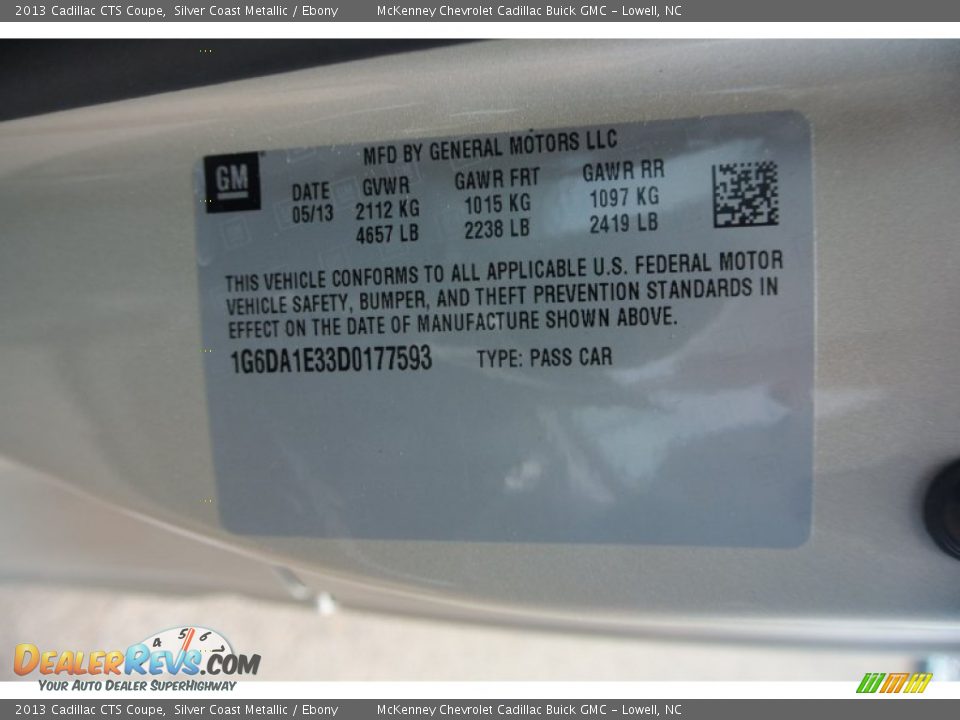 2013 Cadillac CTS Coupe, Silver Coast Metallic / Ebony McKenney Chevrolet Cadillac Buick GMC - Lowell, NC
MFD BY GENERAL MOTORS LLC
GM
DATE GVWR GAWR FRT GAWR RR
05/13 2112 KG 1015 KG 1097 KG
4657 LB 2238 LB 2419 LB
THIS VEHICLE CONFORMS TO ALL APPLICABLE U.S. FEDERAL MOTOR
VEHICLE SAFETY, BUMPER, AND THEFT PREVENTION STANDARDS IN
EFFECT ON THE DATE OF MANUFACTURE SHOWN ABOVE.
1G6DA1E33D0177593 TYPE: PASS CAR
4 5 6 7
DEALERREVS.COM
YOUR AUTO DEALER SUPERHIGHWAY
2013 Cadillac CTS Coupe, Silver Coast Metallic / Ebony McKenney Chevrolet Cadillac Buick GMC - Lowell, NC